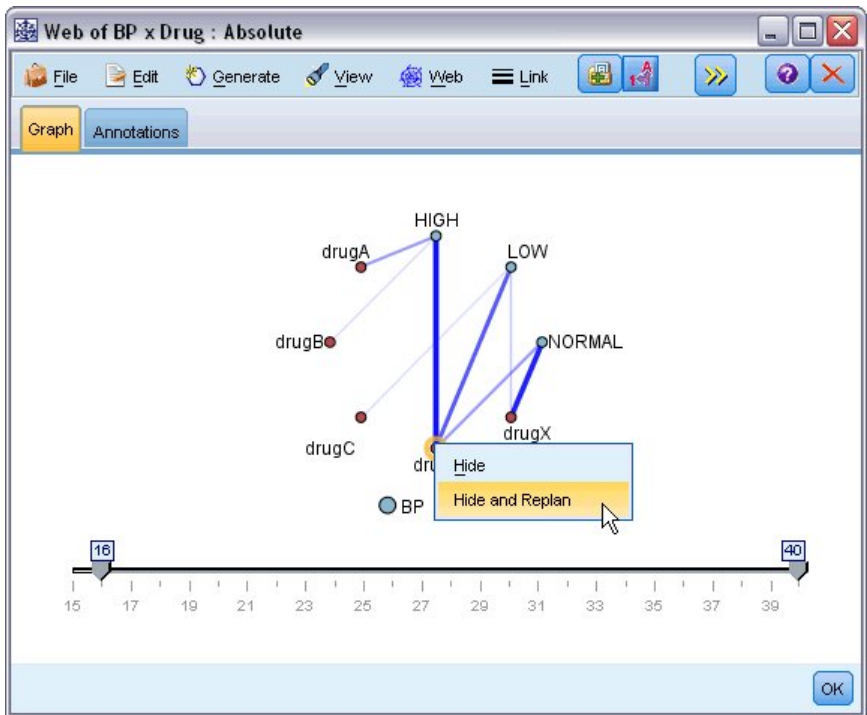 Web of BP x Drug : Absolute
File Edit Generate View Web Link
Graph Annotations
HIGH
drugA LOW
drugB NORMAL
drugC drugX
Hide
BP Hide and Replan
16 40
15 17 19 21 23 25 27 29 31 33 35 37 39
OK